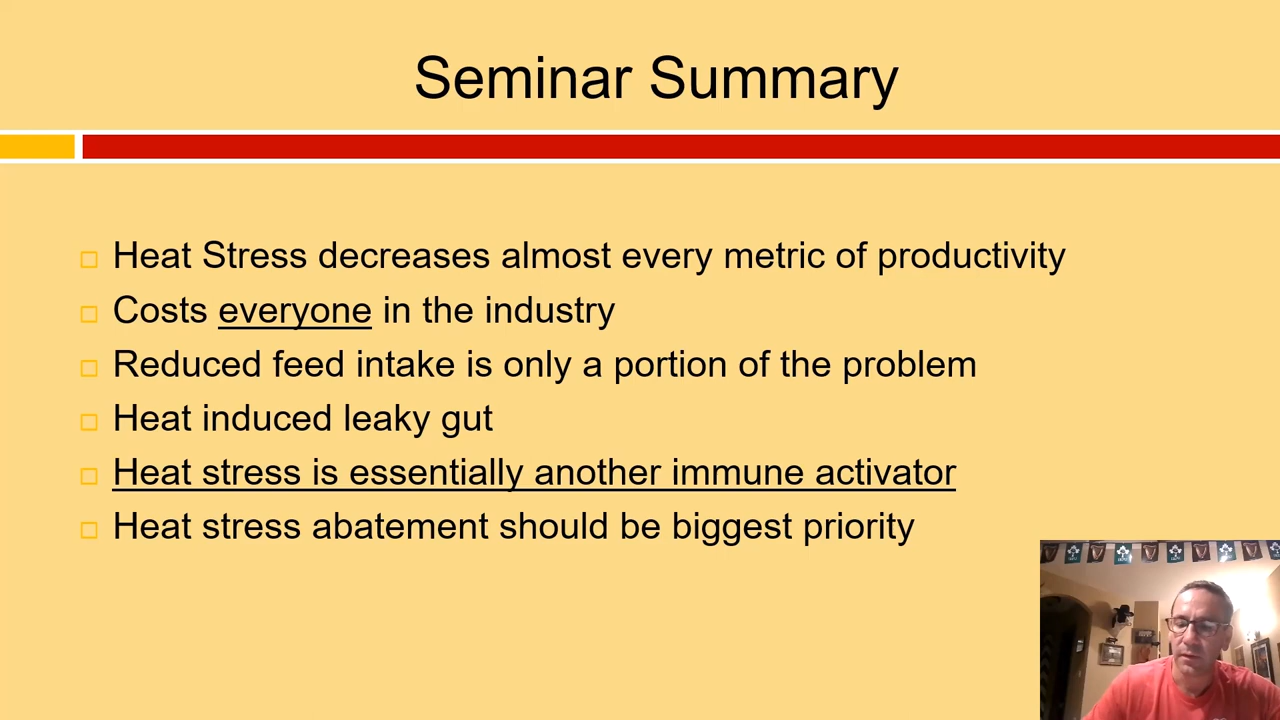 Seminar Summary
Heat Stress decreases almost every metric of productivity
Costs everyone in the industry
Reduced feed intake is only a portion of the problem
Heat induced leaky gut
Heat stress is essentially another immune activator
Heat stress abatement should be biggest priority